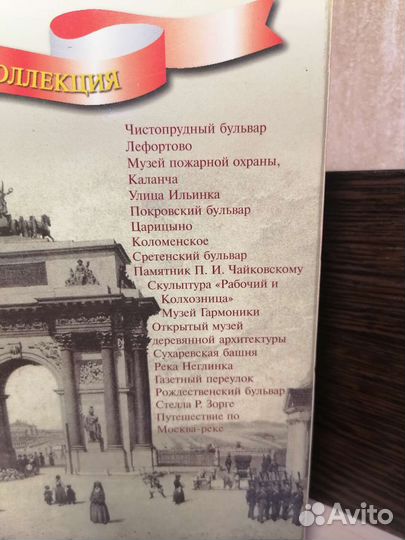 ОЛЛЕКЦИЯ
Чистопрудный бульвар
Лефортово
Музей пожарной охраны,
Каланча
Улица Ильинка
Покровский бульвар
Царицыно
Коломенское
Сретенский бульвар
Памятник П. И. Чайковскому
Скульптура «Рабочий и
Колхозница»
Музей Гармоники
Открытый музей
деревянной архитектуры
Сухаревская башня
Река Неглинка
Газетный переулок
Рождественский бульвар
Стелла Р. Зорге
Путешествие по
Москва-реке
Avito